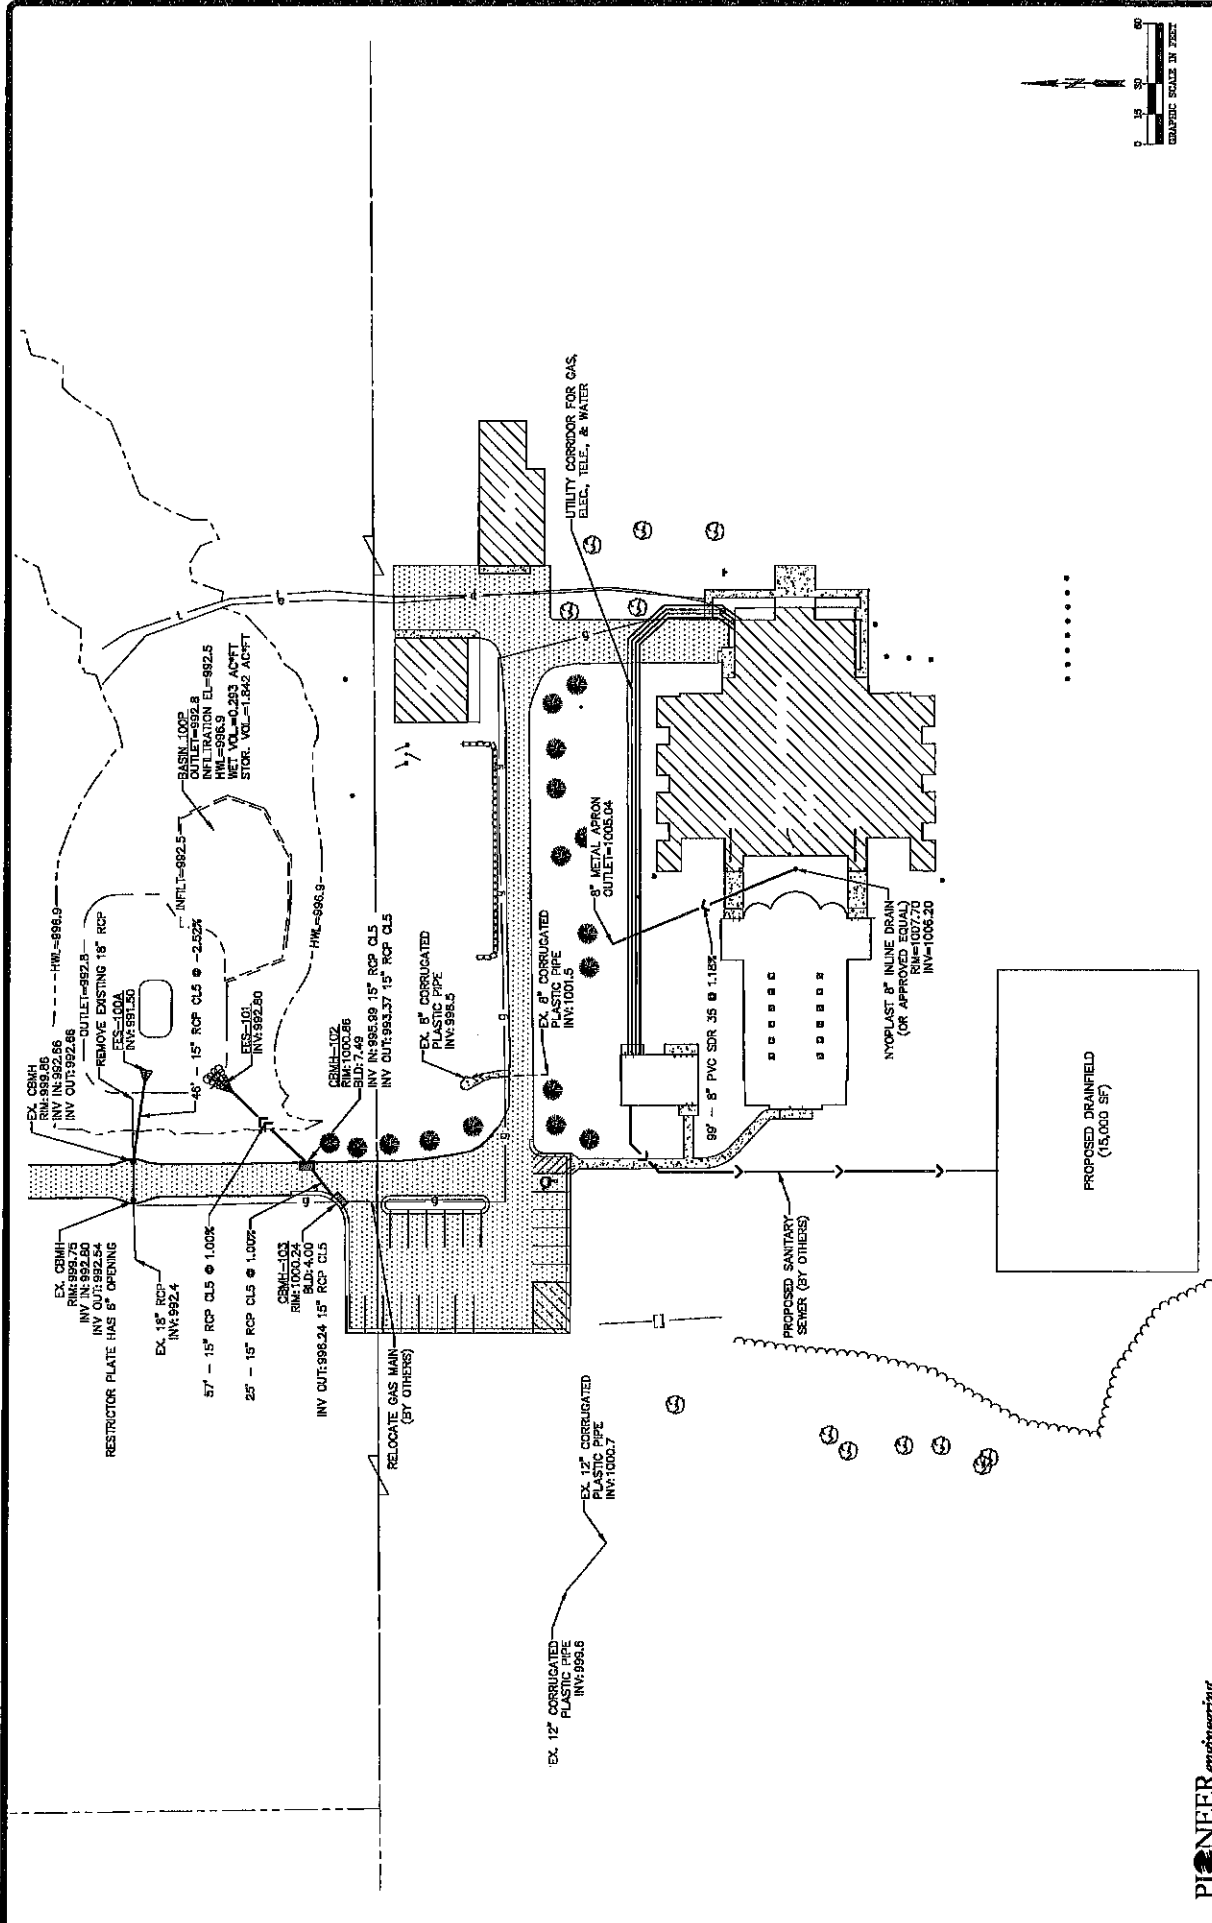 EX. CBMH
RIM:999.86
INV IN:992.66
INV OUT:992.66
HWL=996.9
OUTLET=992.8
REMOVE EXISTING 18" RCP
FES-100A
INV:991.50
INFILT=992.5
46' - 15" RCP CL5 @ -2.52%
FES-101
INV:992.80
BASIN 100P
OUTLET=992.8
INFILTRATION EL=992.5
HWL=996.9
WET VOL.=0.293 AC*FT
STOR. VOL.=1.842 AC*FT
HWL=996.9
EX. CBMH
RIM:999.75
INV IN:992.80
INV OUT:992.54
RESTRICTOR PLATE HAS 6" OPENING
EX. 18" RCP
INV:992.4
57' - 15" RCP CL5 @ 1.00%
25' - 15" RCP CL5 @ 1.00%
CBMH-103
RIM:1000.24
BLD:4.00
INV OUT:996.24 15" RCP CL5
CBMH-102
RIM:1000.86
BLD:7.49
INV IN:995.99 15" RCP CL5
INV OUT:993.37 15" RCP CL5
RELOCATE GAS MAIN
(BY OTHERS)
EX. 8" CORRUGATED
PLASTIC PIPE
EX. 8" CORRUGATED
PLASTIC PIPE
INV:1001.5
8" METAL APRON
OUTLET=1005.04
UTILITY CORRIDOR FOR GAS,
ELEC., TELE., & WATER
99' - 8" PVC SDR 35 @ 1.18%
NYOPLAST 8" INLINE DRAIN
(OR APPROVED EQUAL)
RIM=1007.70
INV=1006.20
PROPOSED SANITARY
SEWER (BY OTHERS)
PROPOSED DRAINFIELD
(15,000 SF)
EX. 12" CORRUGATED
PLASTIC PIPE
INV:1000.7
EX. 12" CORRUGATED
PLASTIC PIPE
INV:999.6
g
g
g
g
g
g
g
g
g
N
0 15 30 60
GRAPHIC SCALE IN FEET
PIONEER engineering